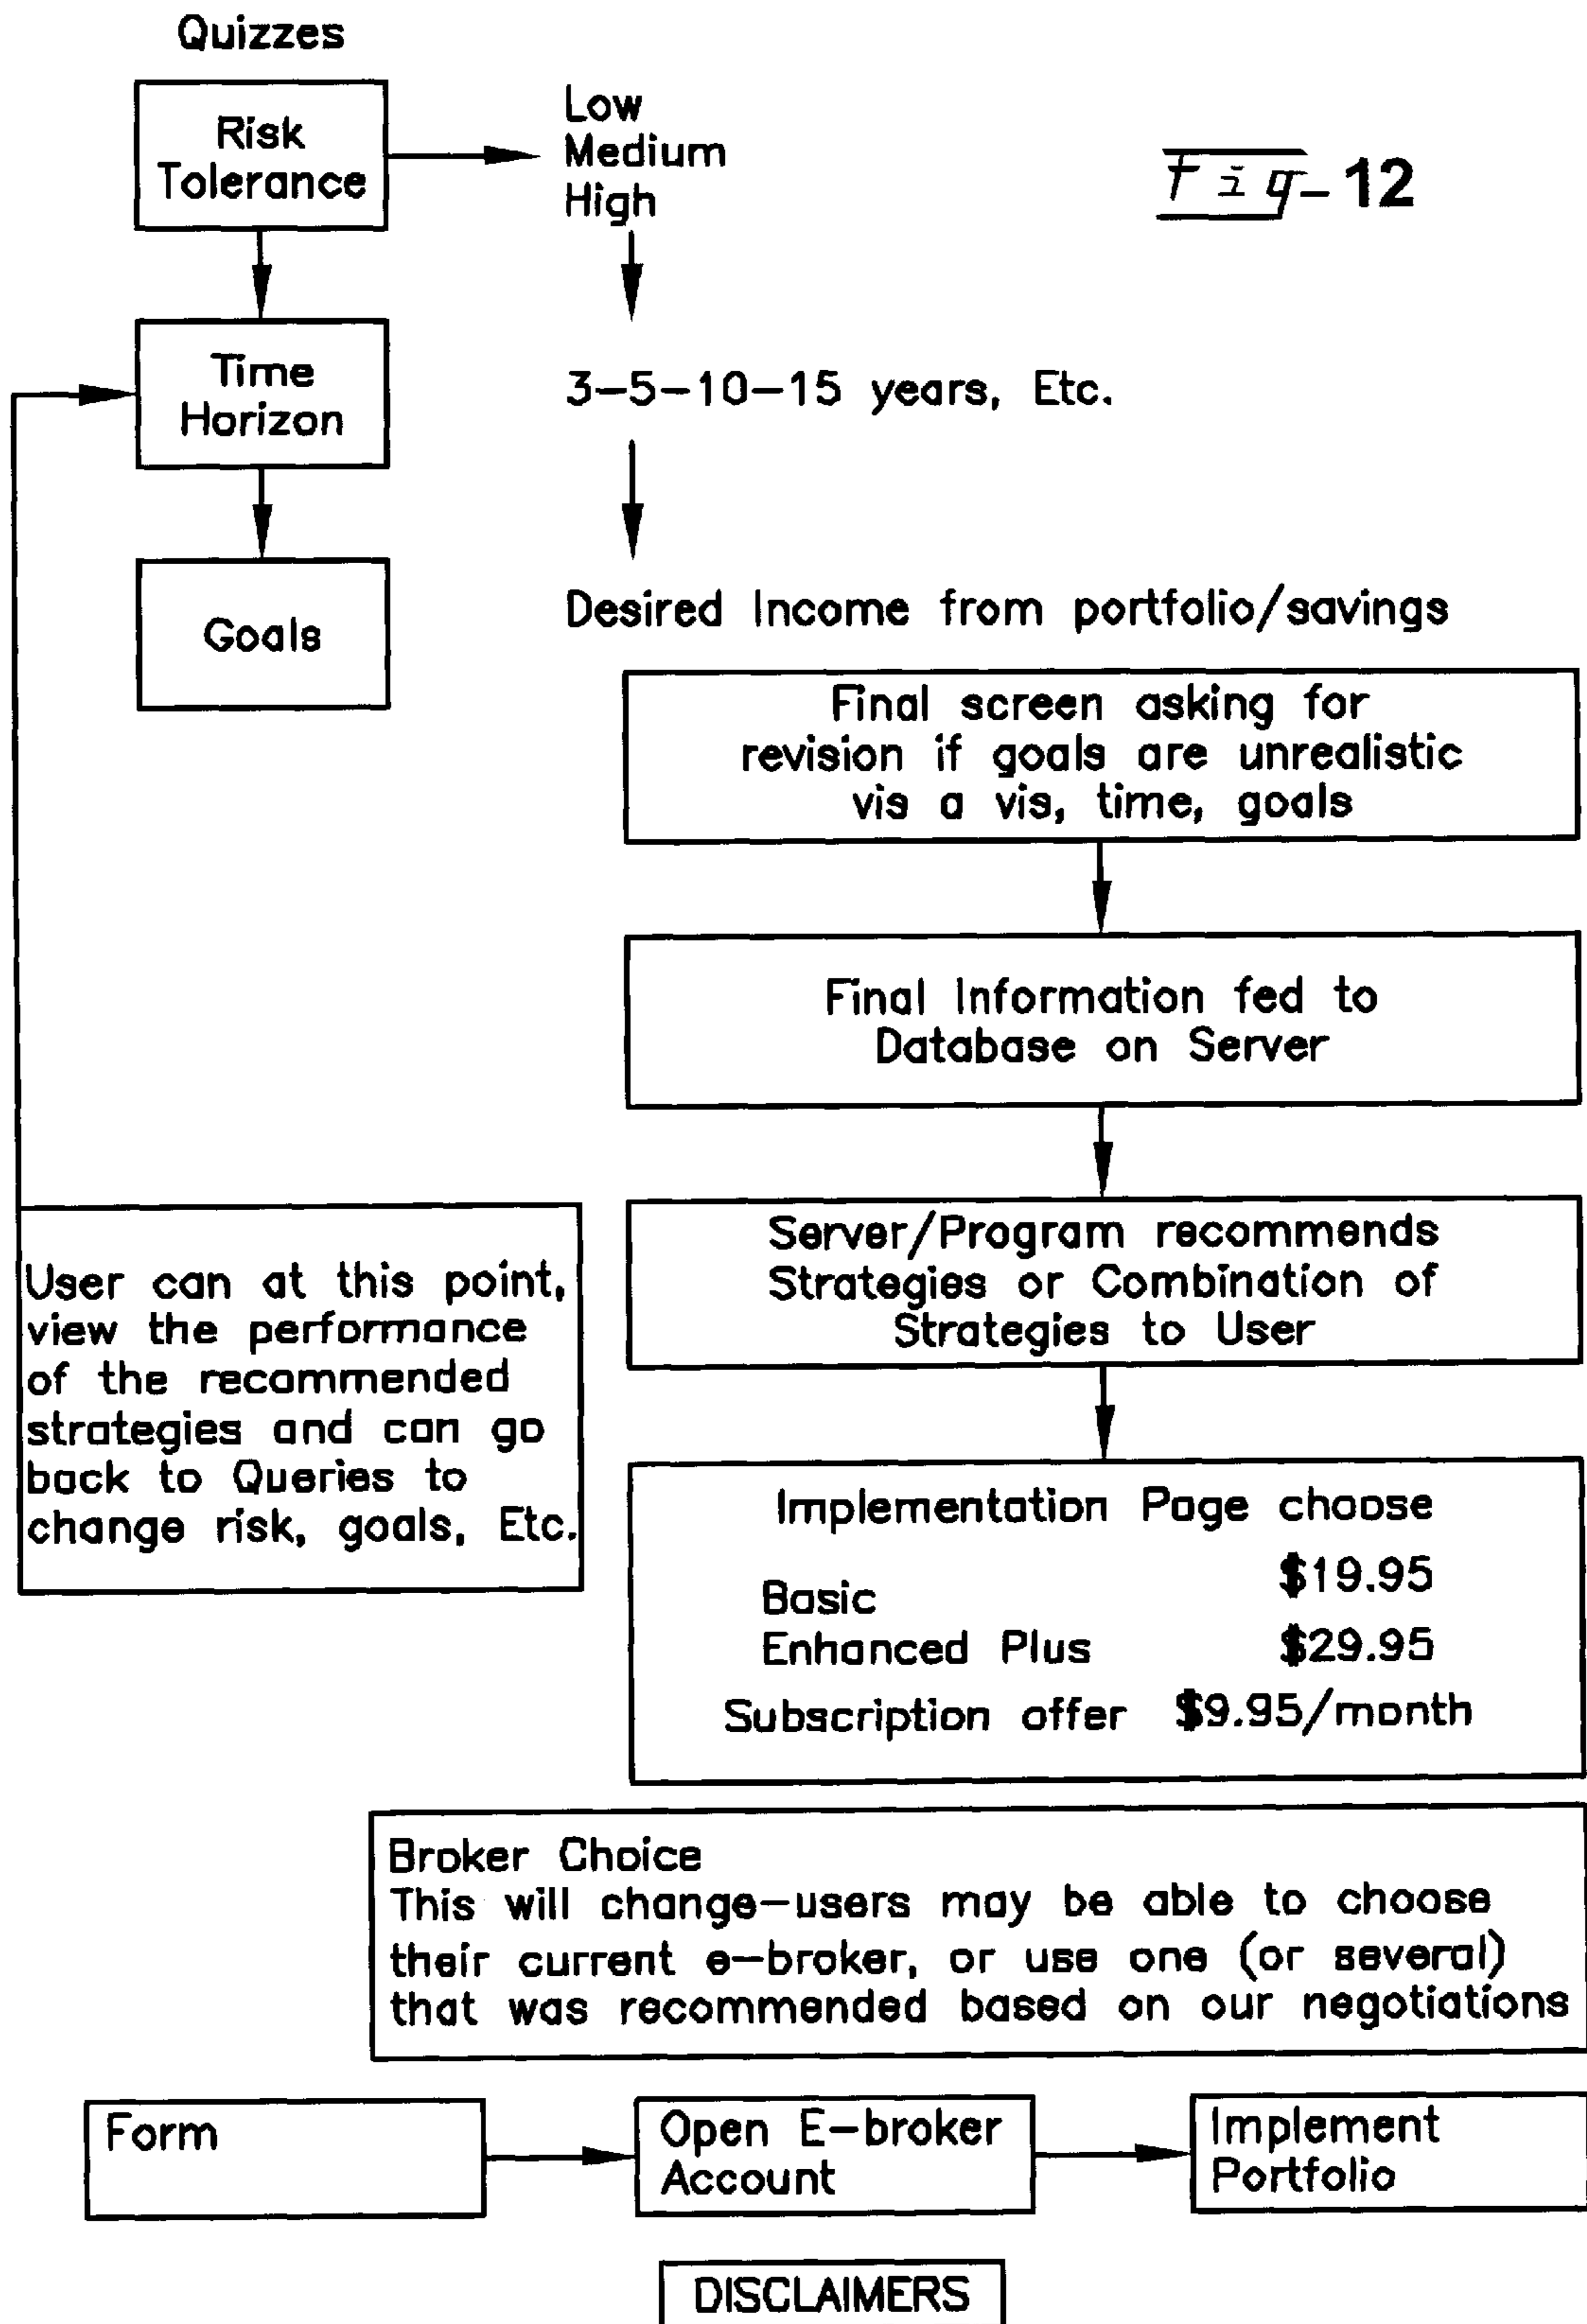 Quizzes
Risk
Tolerance
Low
Medium
High
Fig-12
Time
Horizon
3-5-10-15 years, Etc.
Goals
Desired Income from portfolio/savings
Final screen asking for
revision if goals are unrealistic
vis a vis, time, goals
Final Information fed to
Database on Server
Server/Program recommends
Strategies or Combination of
Strategies to User
User can at this point,
view the performance
of the recommended
strategies and can go
back to Queries to
change risk, goals, Etc.
Implementation Page choose
Basic $19.95
Enhanced Plus $29.95
Subscription offer $9.95/month
Broker Choice
This will change-users may be able to choose
their current e-broker, or use one (or several)
that was recommended based on our negotiations
Form
Open E-broker
Account
Implement
Portfolio
DISCLAIMERS